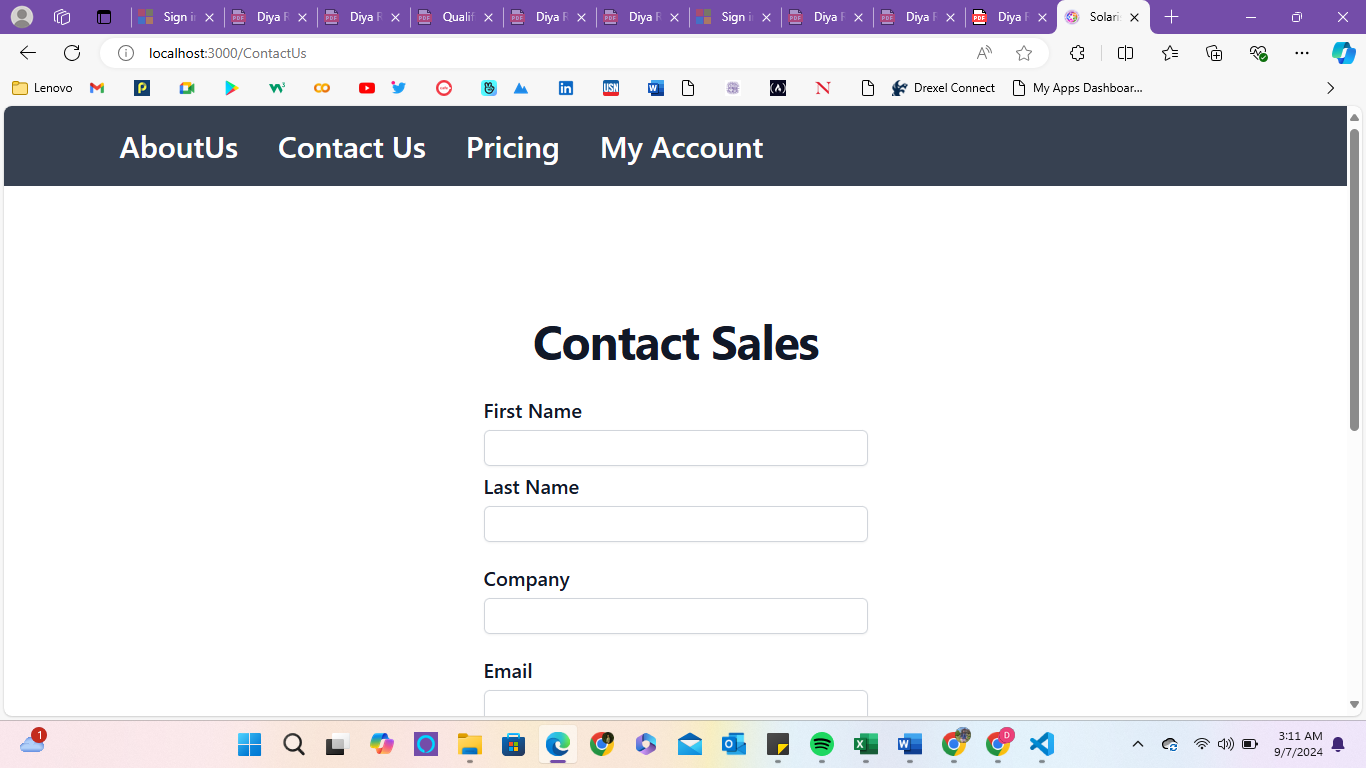 Sign i
Diya R
Diya R
Qualif
Diya R
Diya R
Sign i
Diya R
Diya R
Diya R
Solaris
localhost:3000/ContactUs
Lenovo
Drexel Connect
My Apps Dashboar...
AboutUs Contact Us Pricing My Account
Contact Sales
First Name
Last Name
Company
Email
1
3:11 AM
9/7/2024